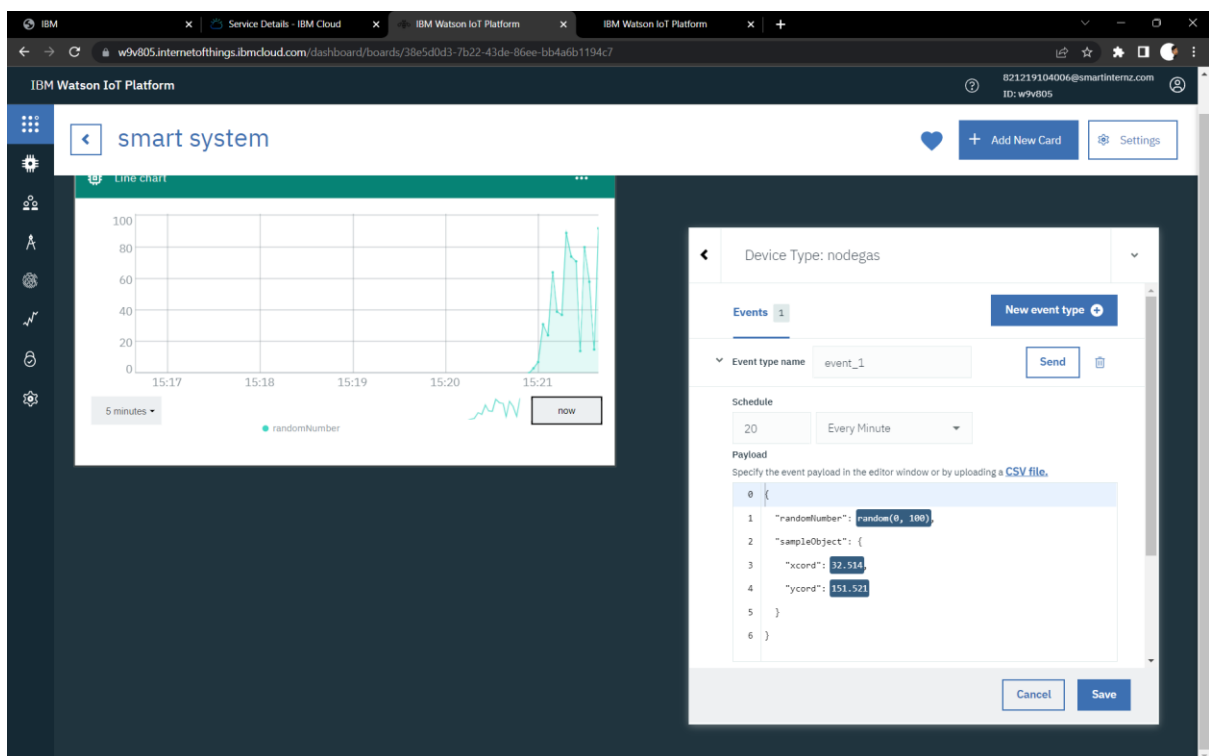 IBM
Service Details - IBM Cloud
IBM Watson IoT Platform
IBM Watson IoT Platform
w9v805.internetofthings.ibmcloud.com/dashboard/boards/38e5d0d3-7b22-43de-86ee-bb4a6b1194c7
IBM Watson IoT Platform
821219104006@smartinternz.com
ID: w9v805
smart system
Add New Card
Settings
Line chart
100
80
60
40
20
0
15:17 15:18 15:19 15:20 15:21
5 minutes
now
randomNumber
Device Type: nodegas
Events 1
New event type
Event type name
event_1
Send
Schedule
20
Every Minute
Payload
Specify the event payload in the editor window or by uploading a CSV file.
0 {
1 "randomNumber": random(0, 100),
2 "sampleObject": {
3 "xcord": 32.514,
4 "ycord": 151.521
5 }
6 }
Cancel
Save